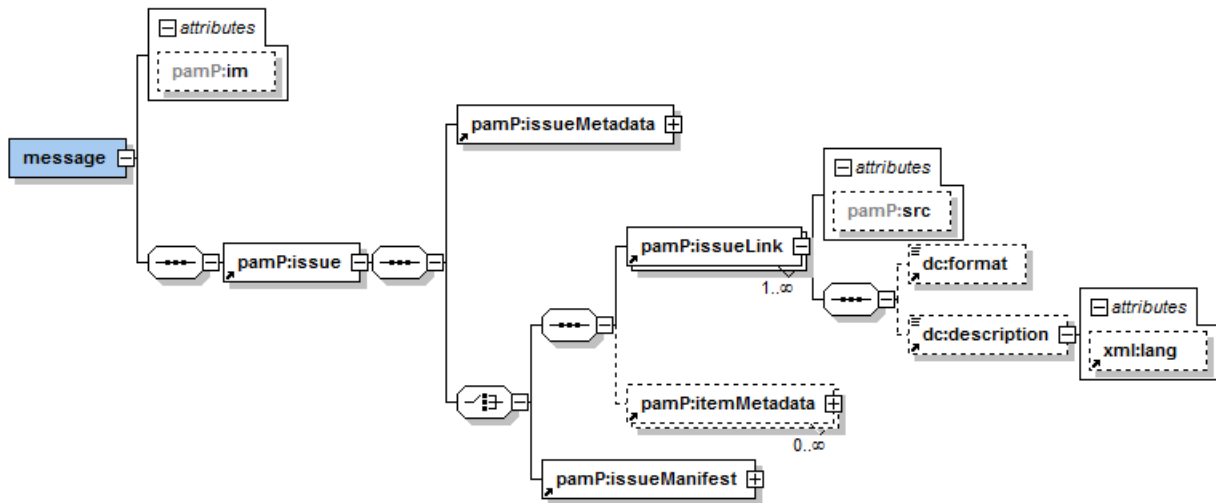 attributes
pamP:im
message
pamP:issue
pamP:issueMetadata
attributes
pamP:src
pamP:issueLink
1..∞
dc:format
dc:description
attributes
xml:lang
pamP:itemMetadata
0..∞
pamP:issueManifest